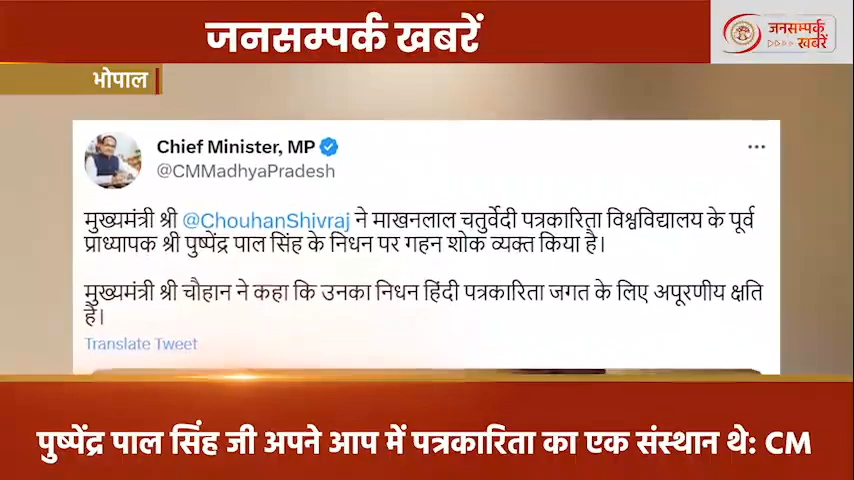 जनसम्पर्क खबरें
जनसम्पर्क
खबरें
भोपाल
Chief Minister, MP
@CMMadhyaPradesh
मुख्यमंत्री श्री @ChouhanShivraj ने माखनलाल चतुर्वेदी पत्रकारिता विश्वविद्यालय के पूर्व
प्राध्यापक श्री पुष्पेंद्र पाल सिंह के निधन पर गहन शोक व्यक्त किया है।
मुख्यमंत्री श्री चौहान ने कहा कि उनका निधन हिंदी पत्रकारिता जगत के लिए अपूरणीय क्षति
है।
Translate Tweet
पुष्पेंद्र पाल सिंह जी अपने आप में पत्रकारिता का एक संस्थान थे: CM